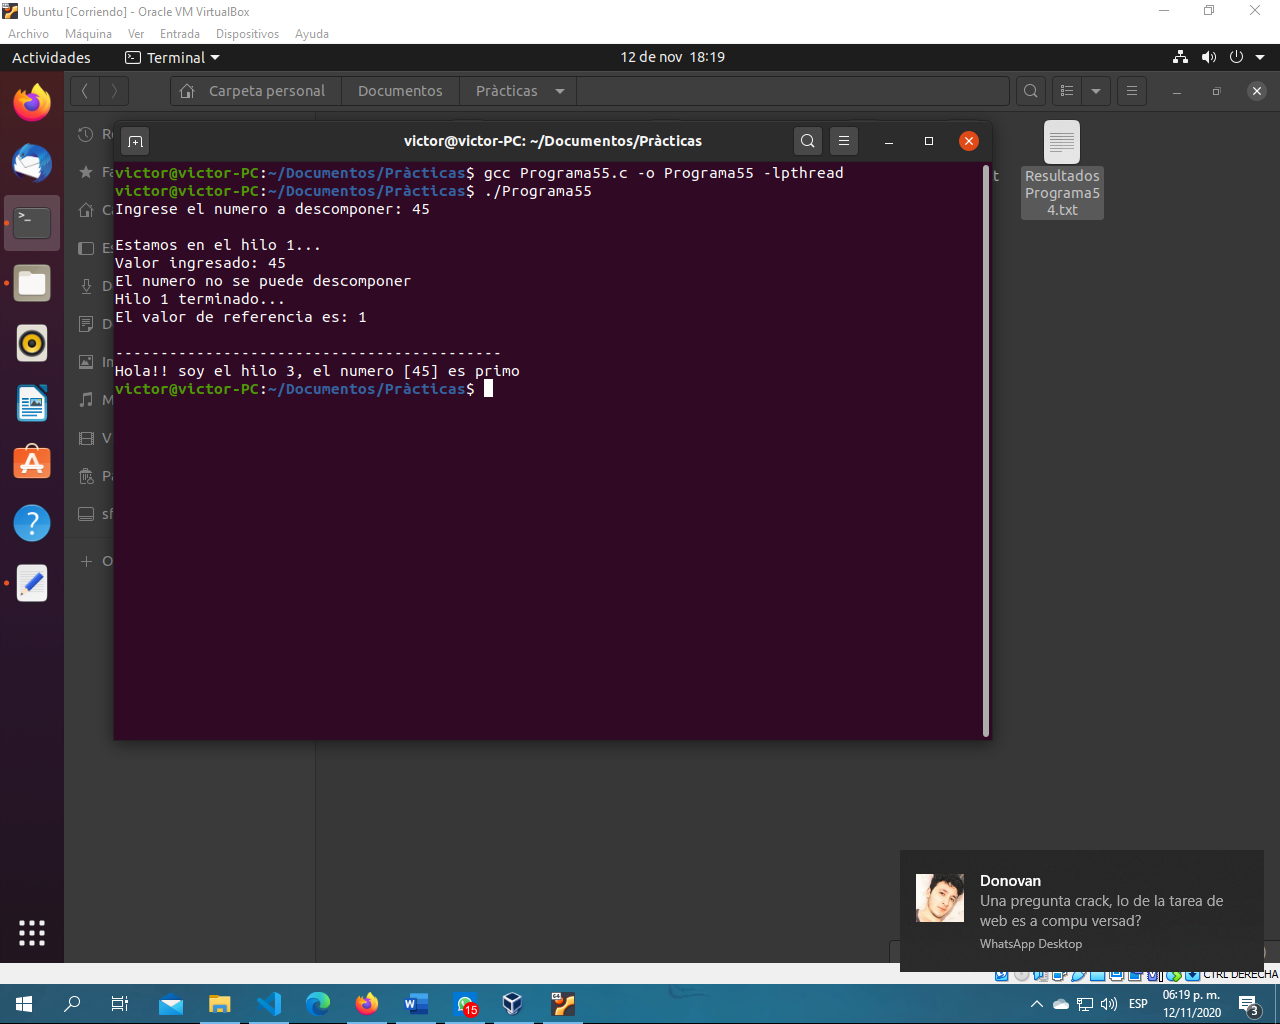 Ubuntu [Corriendo] - Oracle VM VirtualBox
Archivo Máquina Ver Entrada Dispositivos Ayuda
Actividades Terminal 12 de nov 18:19
Carpeta personal Documentos Pràcticas
victor@victor-PC: ~/Documentos/Pràcticas
victor@victor-PC:~/Documentos/Pràcticas$ gcc Programa55.c -o Programa55 -lpthread
victor@victor-PC:~/Documentos/Pràcticas$ ./Programa55
Ingrese el numero a descomponer: 45
Estamos en el hilo 1...
Valor ingresado: 45
El numero no se puede descomponer
Hilo 1 terminado...
El valor de referencia es: 1
-------------------------------------------
Hola!! soy el hilo 3, el numero [45] es primo
victor@victor-PC:~/Documentos/Pràcticas$
Resultados
Programa5
4.txt
Donovan
Una pregunta crack, lo de la tarea de
web es a compu versad?
WhatsApp Desktop
CTRL DERECHA
15
ESP
06:19 p. m.
12/11/2020
3